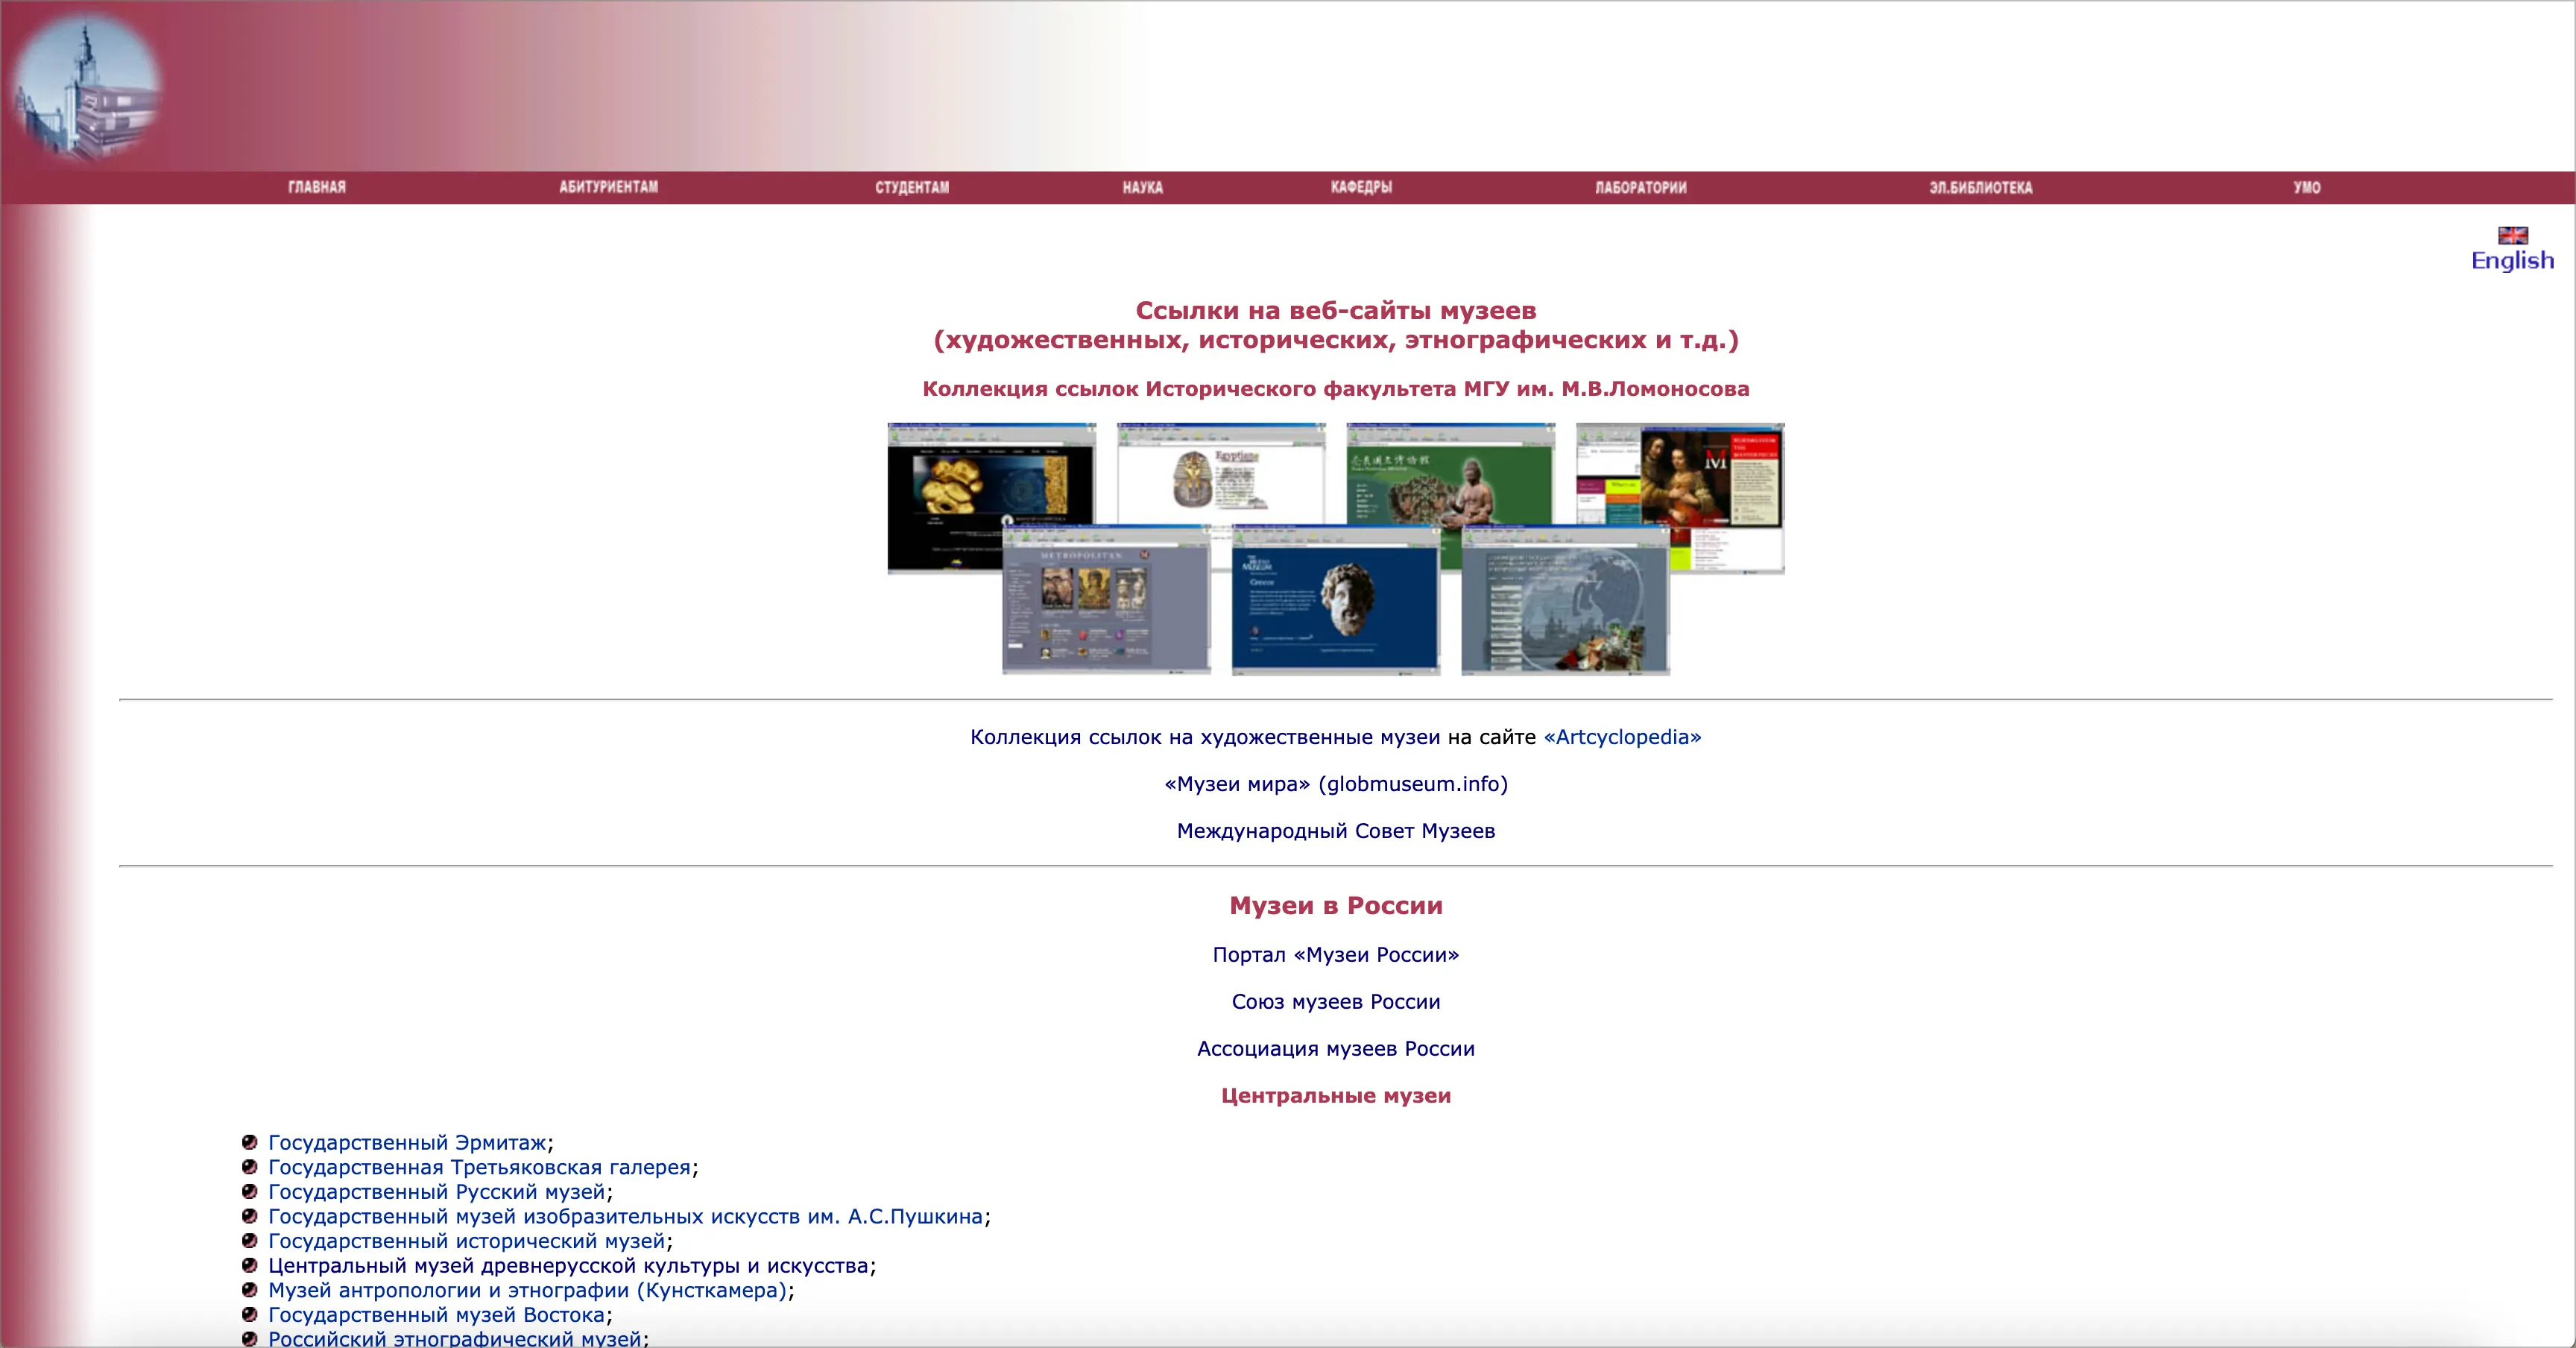 ГЛАВНАЯ
АБИТУРИЕНТАМ
СТУДЕНТАМ
НАУКА
КАФЕДРЫ
ЛАБОРАТОРИИ
ЭЛ.БИБЛИОТЕКА
УМО
English
Ссылки на веб-сайты музеев
(художественных, исторических, этнографических и т.д.)
Коллекция ссылок Исторического факультета МГУ им. М.В.Ломоносова
Egyptians
METROPOLITAN
MUSEUM
Greece
Коллекция ссылок на художественные музеи на сайте «Artcyclopedia»
«Музеи мира» (globmuseum.info)
Международный Совет Музеев
Музеи в России
Портал «Музеи России»
Союз музеев России
Ассоциация музеев России
Центральные музеи
Государственный Эрмитаж;
Государственная Третьяковская галерея;
Государственный Русский музей;
Государственный музей изобразительных искусств им. А.С.Пушкина;
Государственный исторический музей;
Центральный музей древнерусской культуры и искусства;
Музей антропологии и этнографии (Кунсткамера);
Государственный музей Востока;
Российский этнографический музей;